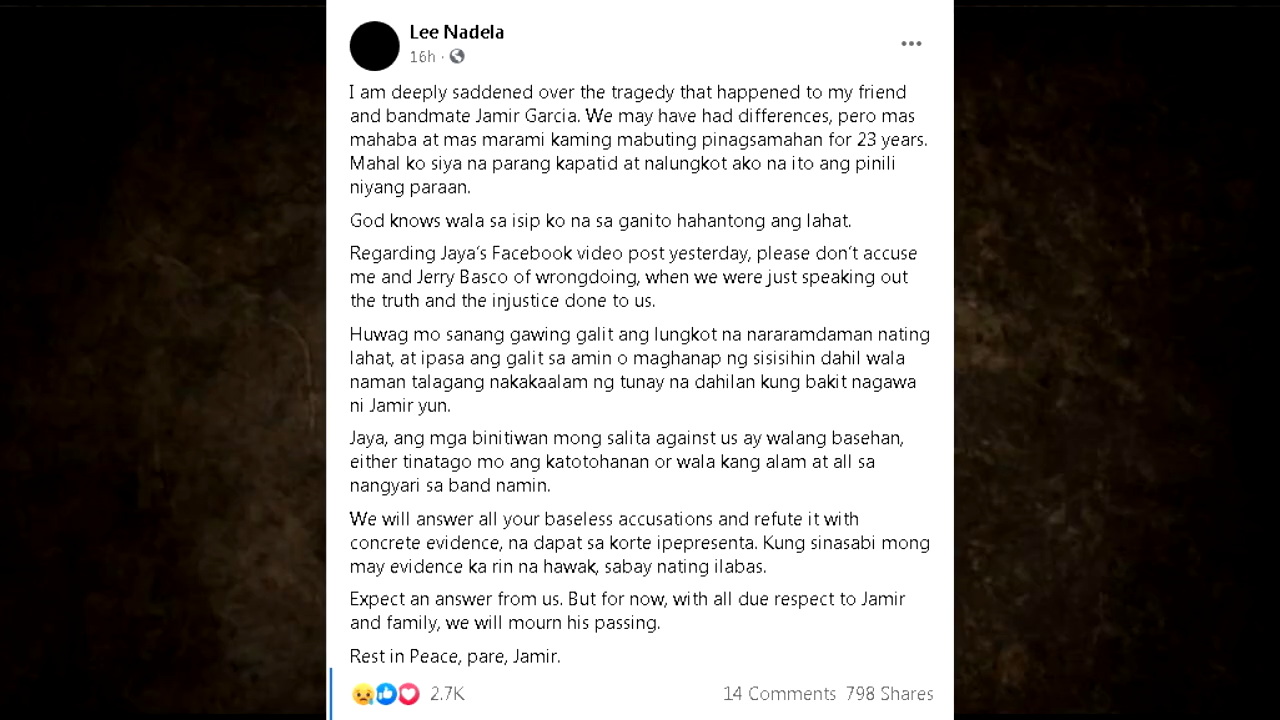 Lee Nadela
16h ·
I am deeply saddened over the tragedy that happened to my friend
and bandmate Jamir Garcia. We may have had differences, pero mas
mahaba at mas marami kaming mabuting pinagsamahan for 23 years.
Mahal ko siya na parang kapatid at nalungkot ako na ito ang pinili
niyang paraan.
God knows wala sa isip ko na sa ganito hahantong ang lahat.
Regarding Jaya's Facebook video post yesterday, please don't accuse
me and Jerry Basco of wrongdoing, when we were just speaking out
the truth and the injustice done to us.
Huwag mo sanang gawing galit ang lungkot na nararamdaman nating
lahat, at ipasa ang galit sa amin o maghanap ng sisisihin dahil wala
naman talagang nakakaalam ng tunay na dahilan kung bakit nagawa
ni Jamir yun.
Jaya, ang mga binitiwan mong salita against us ay walang basehan,
either tinatago mo ang katotohanan or wala kang alam at all sa
nangyari sa band namin.
We will answer all your baseless accusations and refute it with
concrete evidence, na dapat sa korte ipepresenta. Kung sinasabi mong
may evidence ka rin na hawak, sabay nating ilabas.
Expect an answer from us. But for now, with all due respect to Jamir
and family, we will mourn his passing.
Rest in Peace, pare, Jamir.
2.7K 14 Comments 798 Shares